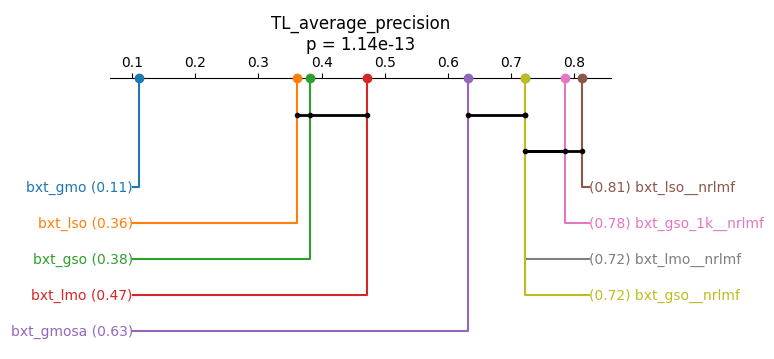 TL_average_precision
p = 1.14e-13
0.1 0.2 0.3 0.4 0.5 0.6 0.7 0.8
bxt_gmo (0.11)
(0.81) bxt_lso__nrlmf
bxt_lso (0.36)
(0.78) bxt_gso_1k__nrlmf
bxt_gso (0.38)
(0.72) bxt_lmo__nrlmf
bxt_lmo (0.47)
(0.72) bxt_gso__nrlmf
bxt_gmosa (0.63)